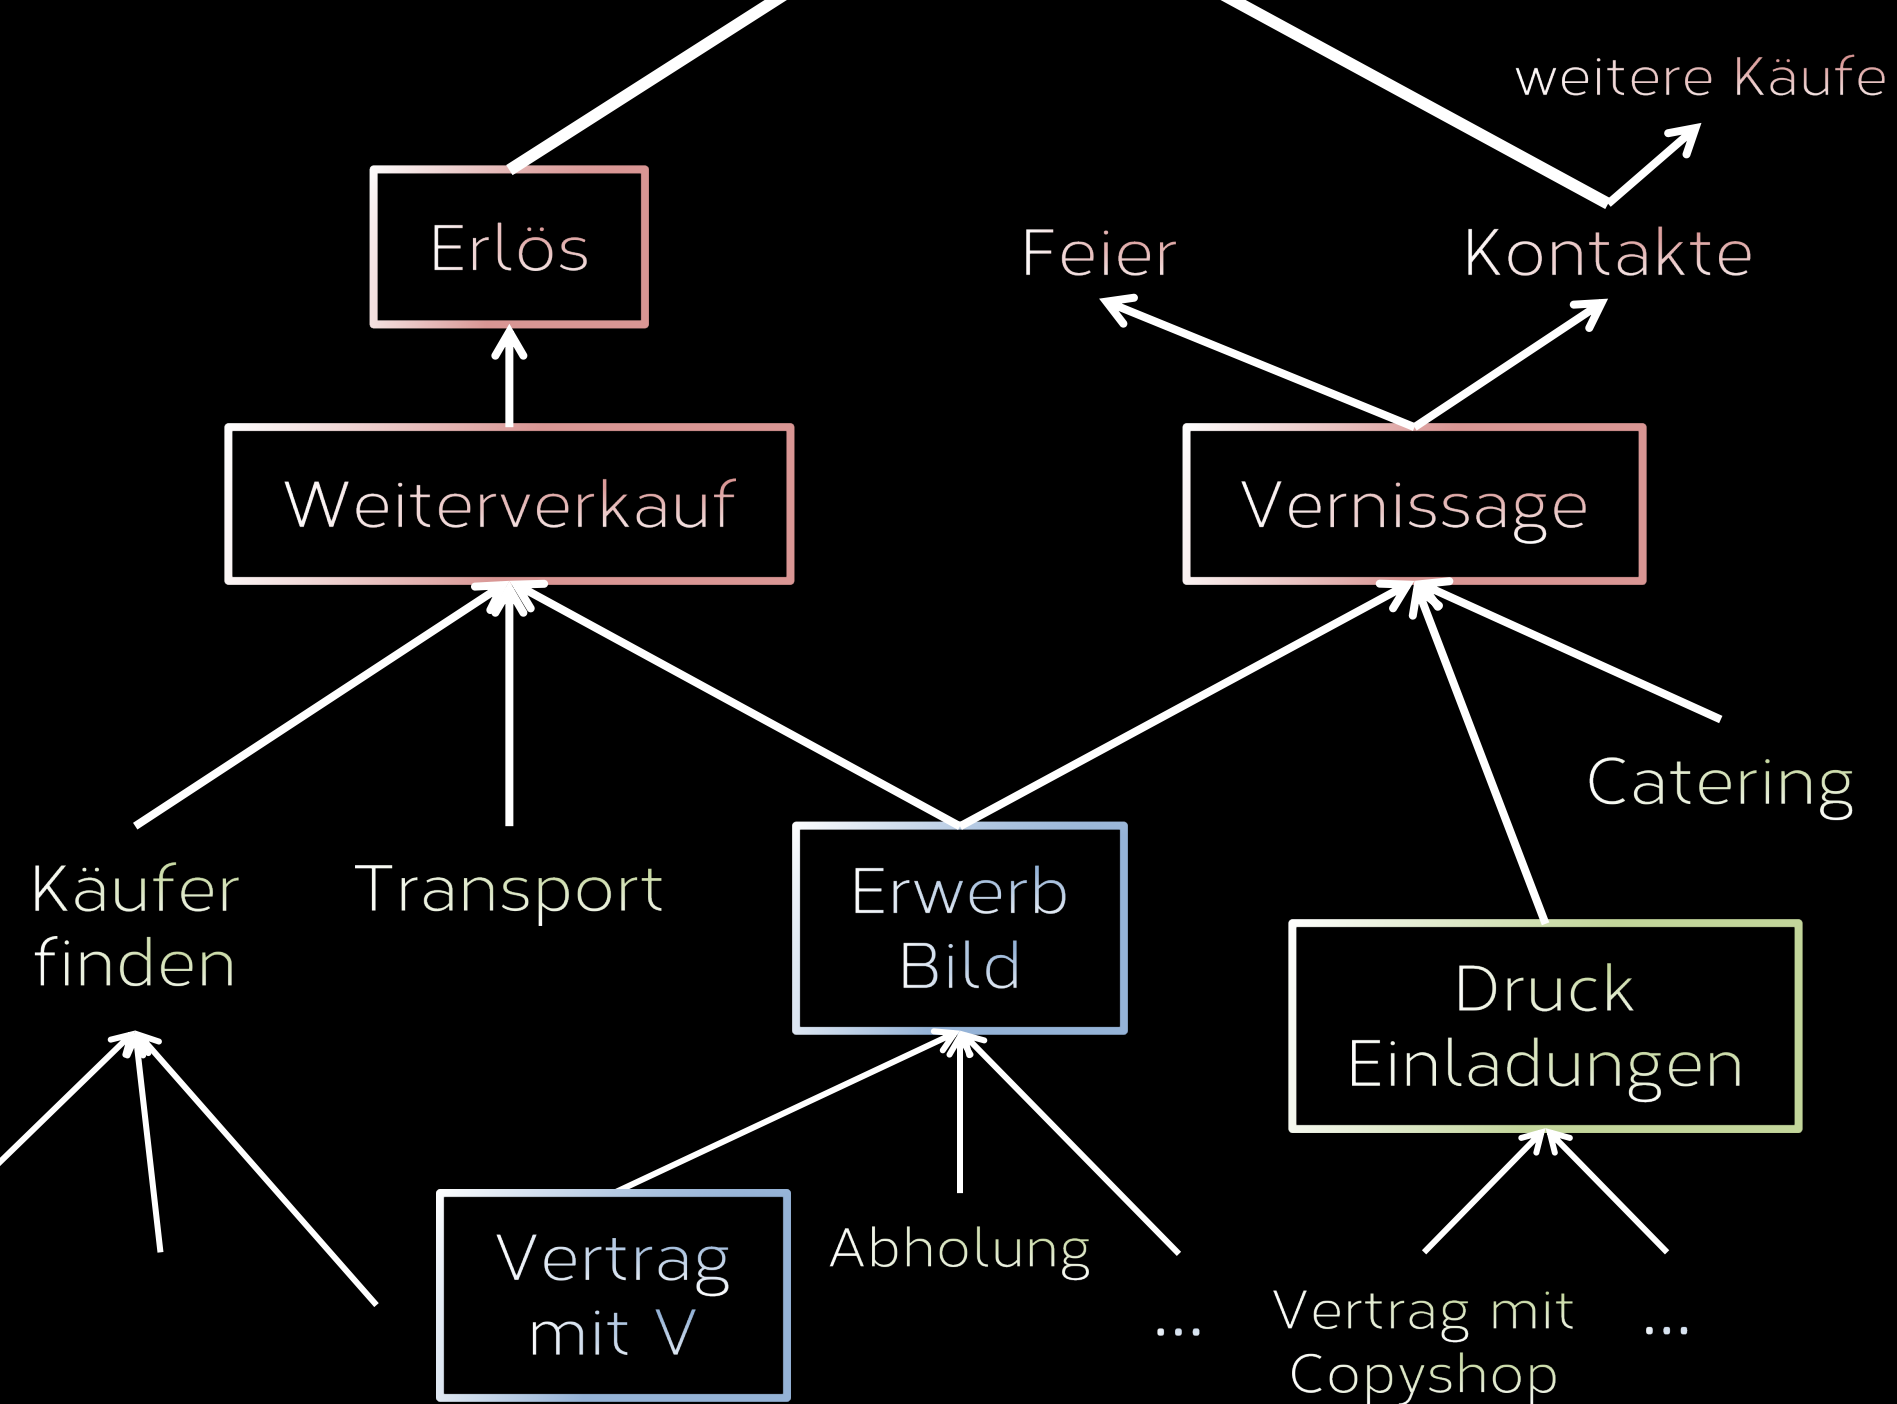 weitere Käufe
Erlös
Feier
Kontakte
Weiterverkauf
Vernissage
Catering
Käufer
finden
Transport
Erwerb
Bild
Druck
Einladungen
Vertrag
mit V
Abholung
...
Vertrag mit
Copyshop
...